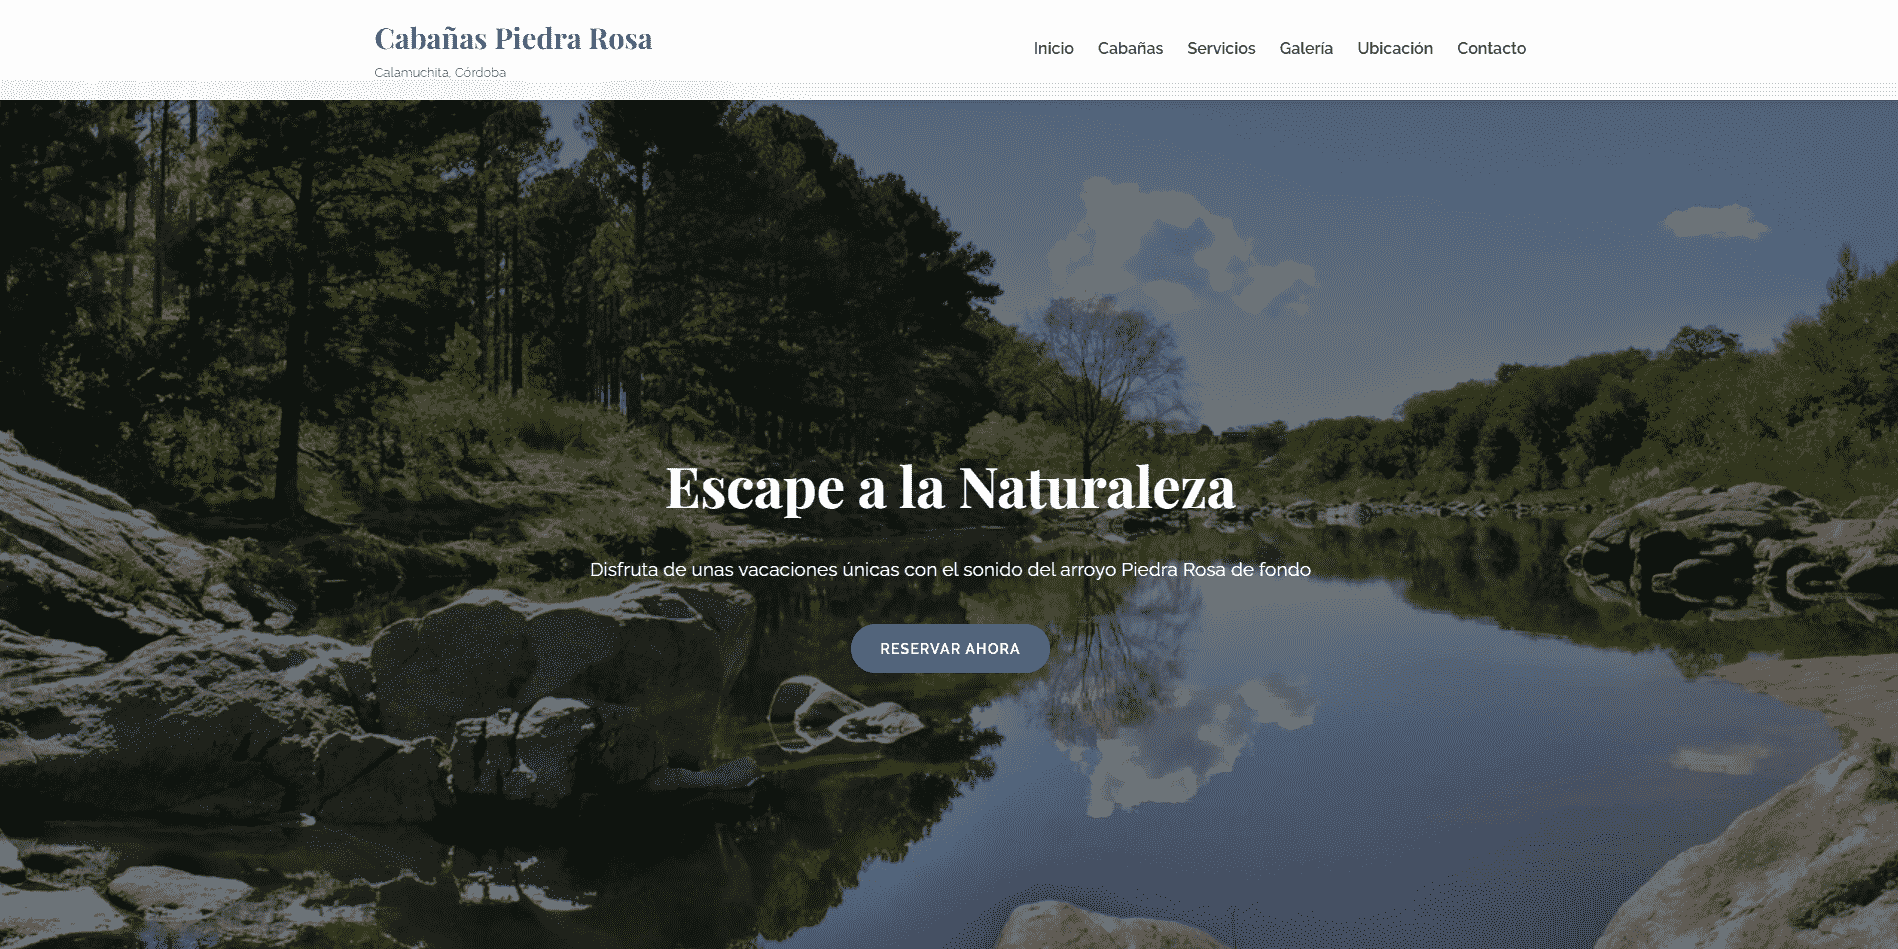 Cabañas Piedra Rosa
Calamuchita, Córdoba
Inicio Cabañas Servicios Galería Ubicación Contacto
Escape a la Naturaleza
Disfruta de unas vacaciones únicas con el sonido del arroyo Piedra Rosa de fondo
RESERVAR AHORA